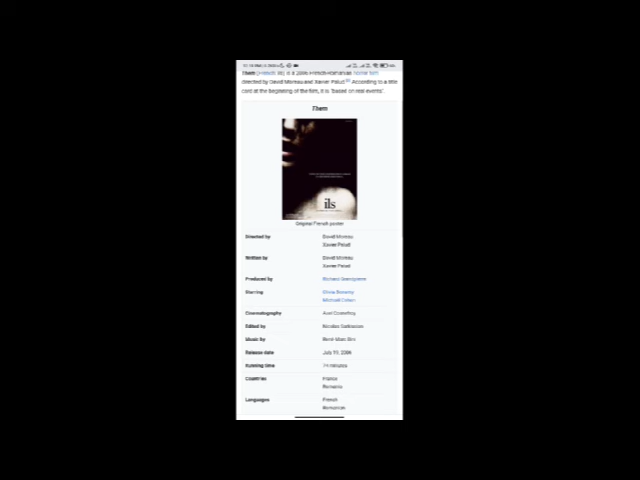 Them (French: Ils) is a 2006 French-Romanian horror film
directed by David Moreau and Xavier Palud. According to a title
card at the beginning of the film, it is "based on real events".
Them
ils
Original French poster
Directed by David Moreau
Xavier Palud
Written by David Moreau
Xavier Palud
Produced by Richard Grandpierre
Starring Olivia Bonamy
Michaël Cohen
Cinematography Axel Cosnefroy
Edited by Nicolas Sarkissian
Music by René-Marc Bini
Release date July 19, 2006
Running time 74 minutes
Countries France
Romania
Languages French
Romanian